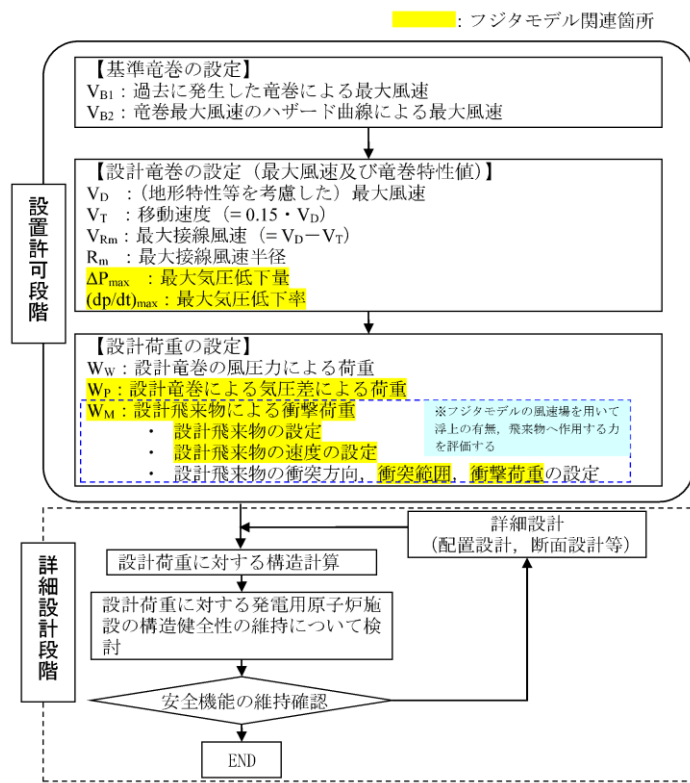 ：フジタモデル関連箇所
【基準竜巻の設定】
V_B1：過去に発生した竜巻による最大風速
V_B2：竜巻最大風速のハザード曲線による最大風速
【設計竜巻の設定（最大風速及び竜巻特性値）】
V_D ：（地形特性等を考慮した）最大風速
V_T ：移動速度（= 0.15・V_D）
V_Rm：最大接線風速（= V_D－V_T）
R_m ：最大接線風速半径
ΔP_max ：最大気圧低下量
(dp/dt)_max：最大気圧低下率
設置許可段階
【設計荷重の設定】
W_W：設計竜巻の風圧力による荷重
W_P：設計竜巻による気圧差による荷重
W_M：設計飛来物による衝撃荷重
・ 設計飛来物の設定
・ 設計飛来物の速度の設定
・ 設計飛来物の衝突方向，衝突範囲，衝撃荷重の設定
※フジタモデルの風速場を用いて
浮上の有無，飛来物へ作用する力
を評価する
詳細設計
（配置設計，断面設計等）
設計荷重に対する構造計算
設計荷重に対する発電用原子炉施
設の構造健全性の維持について検
討
詳細設計段階
安全機能の維持確認
END